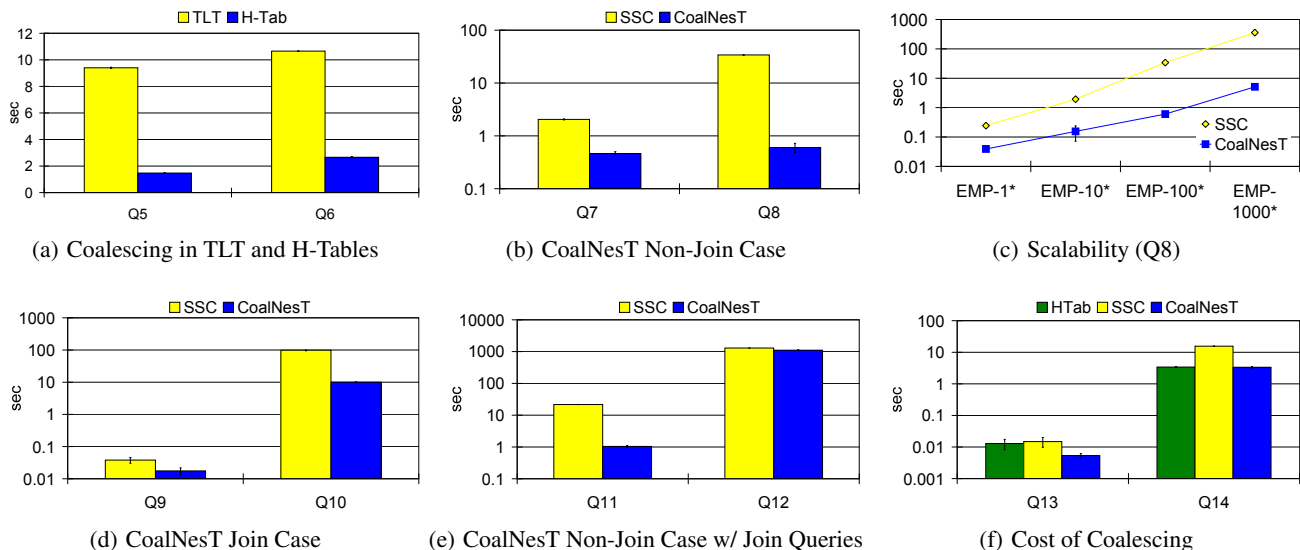 TLT H-Tab
12
10
8
6
4
2
0
sec
Q5 Q6
(a) Coalescing in TLT and H-Tables
SSC CoalNesT
100
10
1
0.1
sec
Q7 Q8
(b) CoalNesT Non-Join Case
1000
100
10
1
0.1
0.01
sec
SSC
CoalNesT
EMP-1* EMP-10* EMP-100* EMP-
1000*
(c) Scalability (Q8)
SSC CoalNesT
1000
100
10
1
0.1
0.01
sec
Q9 Q10
(d) CoalNesT Join Case
SSC CoalNesT
10000
1000
100
10
1
0.1
sec
Q11 Q12
(e) CoalNesT Non-Join Case w/ Join Queries
HTab SSC CoalNesT
100
10
1
0.1
0.01
0.001
sec
Q13 Q14
(f) Cost of Coalescing